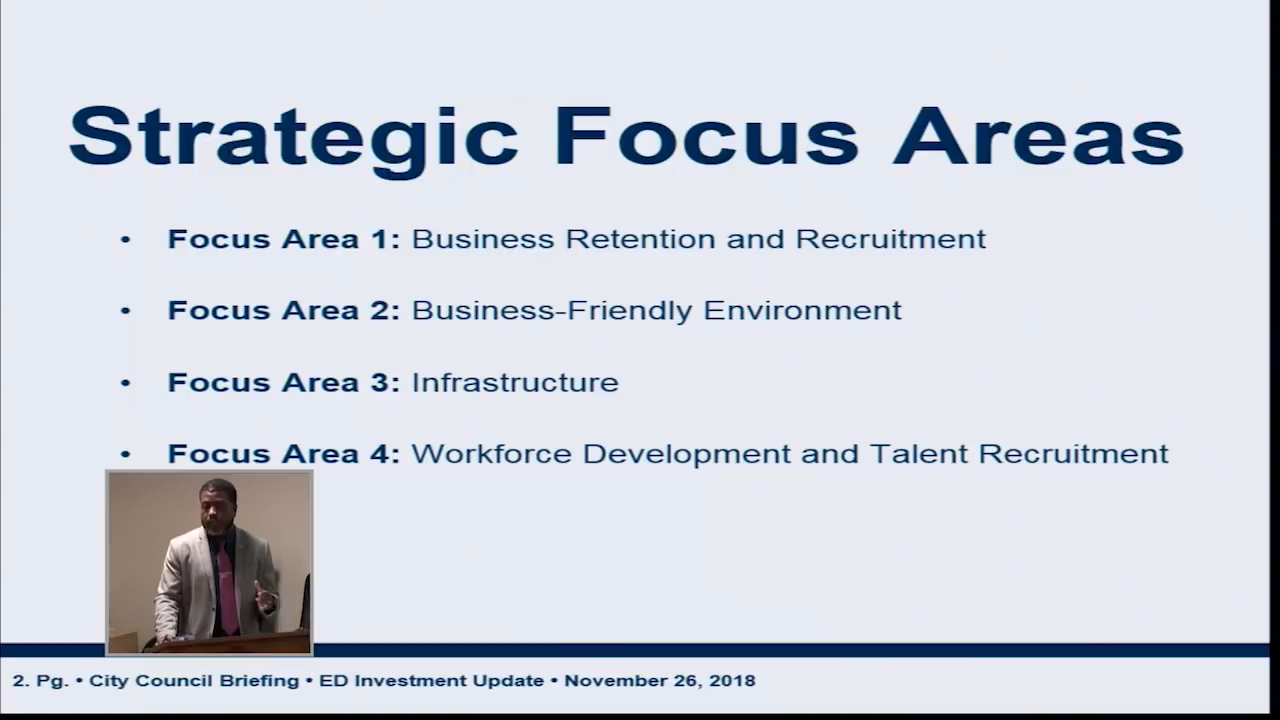 Strategic Focus Areas
• Focus Area 1: Business Retention and Recruitment
• Focus Area 2: Business-Friendly Environment
• Focus Area 3: Infrastructure
• Focus Area 4: Workforce Development and Talent Recruitment
2. Pg. • City Council Briefing • ED Investment Update • November 26, 2018